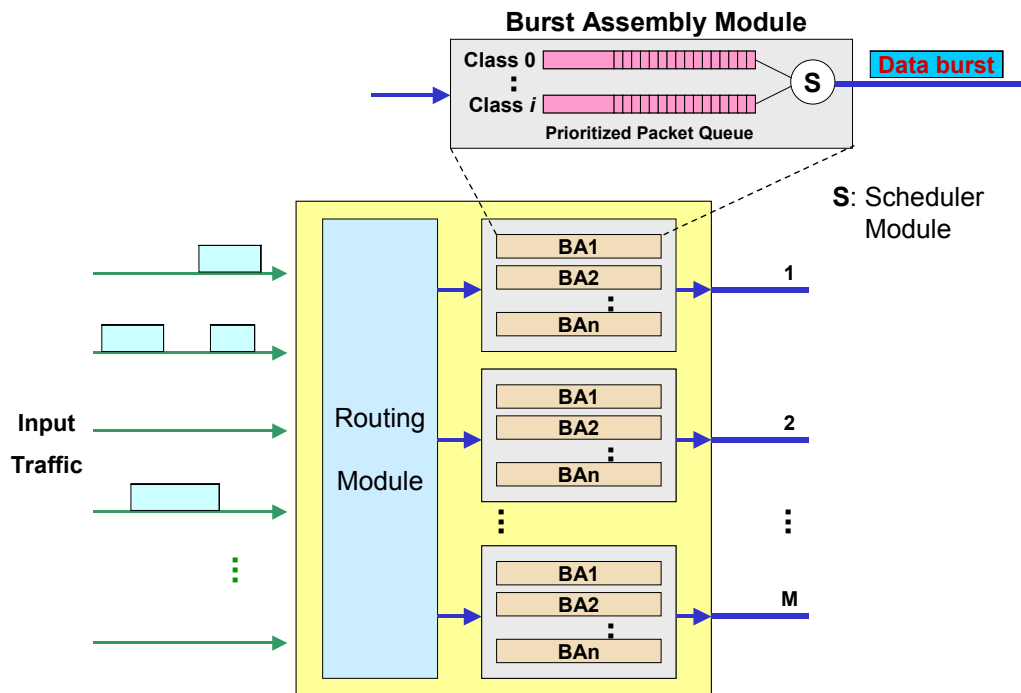 Burst Assembly Module
Class 0
Class i
Prioritized Packet Queue
S
Data burst
S: Scheduler
Module
Input
Traffic
Routing
Module
BA1
BA2
BAn
1
BA1
BA2
BAn
2
BA1
BA2
BAn
M